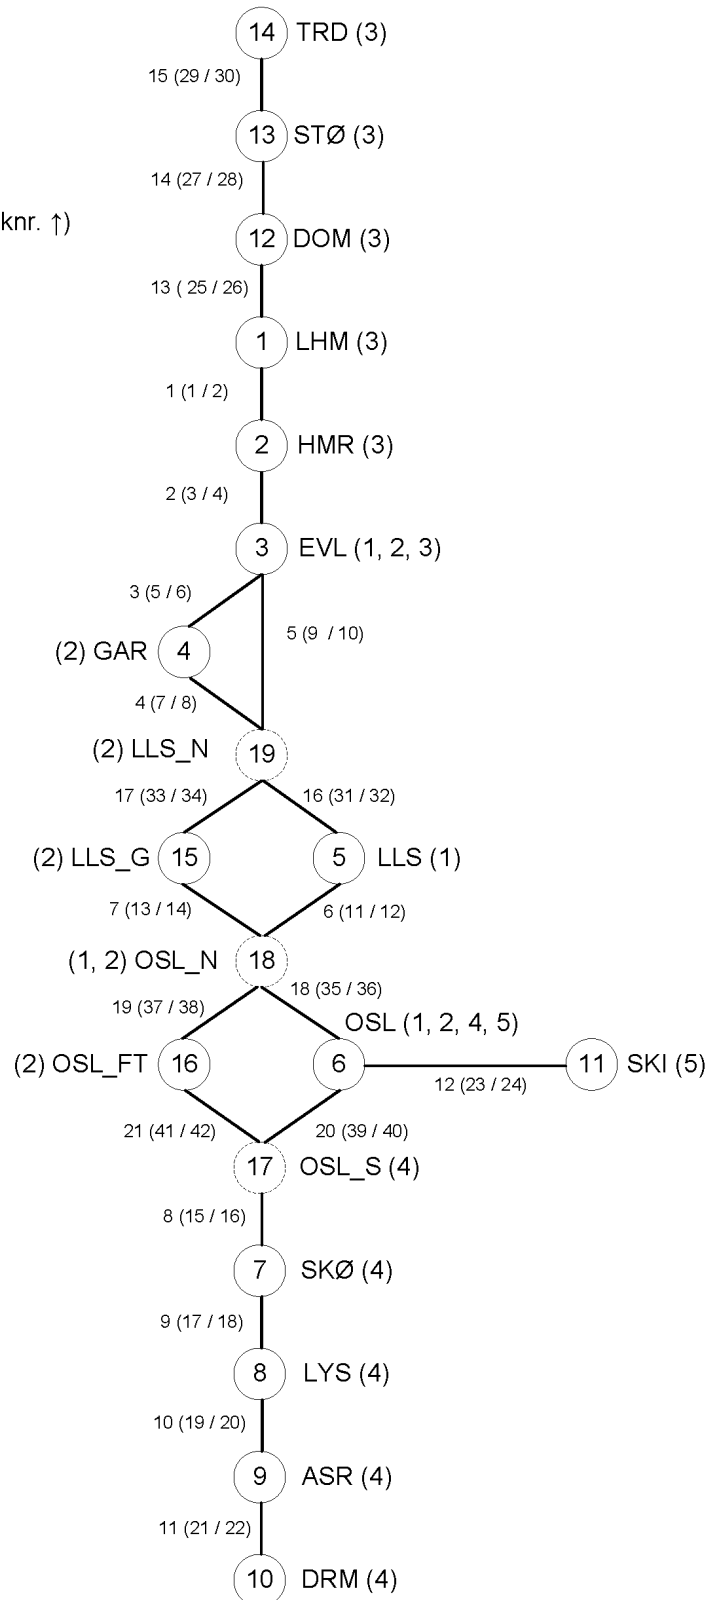 14 TRD (3)
15 (29 / 30)
13 STØ (3)
14 (27 / 28)
knr. ↑)
12 DOM (3)
13 ( 25 / 26)
1 LHM (3)
1 (1 / 2)
2 HMR (3)
2 (3 / 4)
3 EVL (1, 2, 3)
3 (5 / 6)
5 (9 / 10)
(2) GAR 4
4 (7 / 8)
(2) LLS_N 19
17 (33 / 34) 16 (31 / 32)
(2) LLS_G 15 5 LLS (1)
7 (13 / 14) 6 (11 / 12)
(1, 2) OSL_N 18
18 (35 / 36)
19 (37 / 38)
OSL (1, 2, 4, 5)
(2) OSL_FT 16 6 11 SKI (5)
12 (23 / 24)
21 (41 / 42) 20 (39 / 40)
17 OSL_S (4)
8 (15 / 16)
7 SKØ (4)
9 (17 / 18)
8 LYS (4)
10 (19 / 20)
9 ASR (4)
11 (21 / 22)
10 DRM (4)